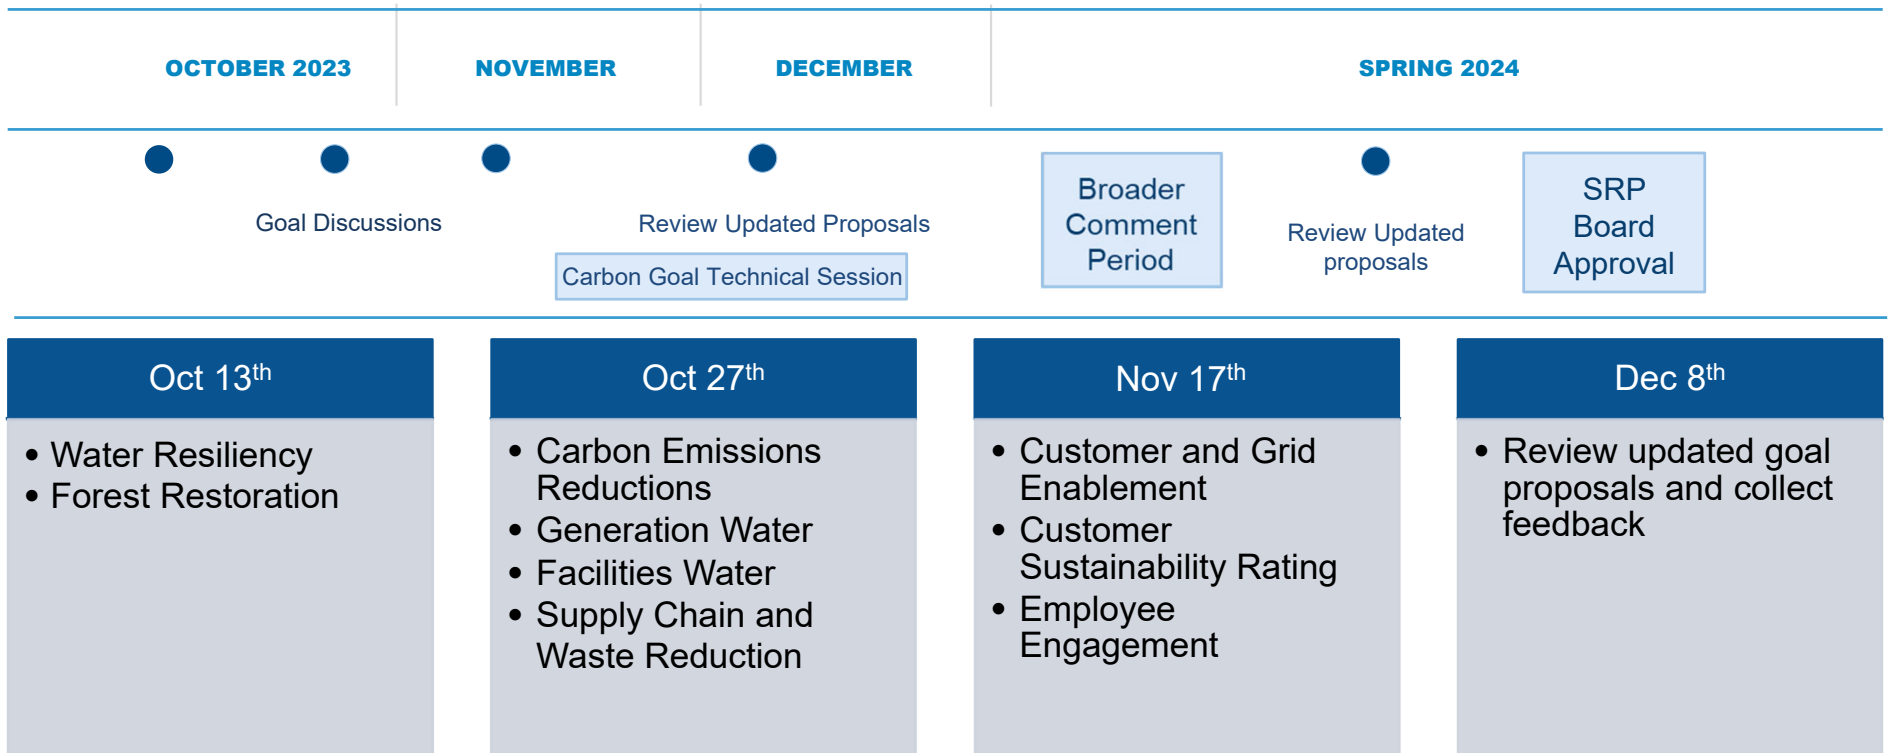 OCTOBER 2023
NOVEMBER
DECEMBER
SPRING 2024
Goal Discussions
Review Updated Proposals
Carbon Goal Technical Session
Broader
Comment
Period
Review Updated
proposals
SRP
Board
Approval
Oct 13th
• Water Resiliency
• Forest Restoration
Oct 27th
• Carbon Emissions
Reductions
• Generation Water
• Facilities Water
• Supply Chain and
Waste Reduction
Nov 17th
• Customer and Grid
Enablement
• Customer
Sustainability Rating
• Employee
Engagement
Dec 8th
• Review updated goal
proposals and collect
feedback